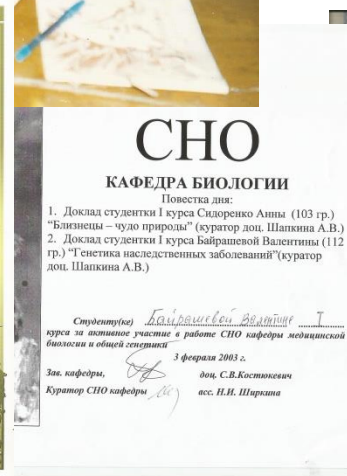 СНО
КАФЕДРА БИОЛОГИИ
Повестка дня:
1. Доклад студентки I курса Сидоренко Анны (103 гр.)
“Близнецы – чудо природы” (куратор доц. Шапкина А.В.)
2. Доклад студентки I курса Байрашевой Валентины (112
гр.) “Генетика наследственных заболеваний”(куратор
доц. Шапкина А.В.)
Студенту(ке) Байрашевой Валентине I
курса за активное участие в работе СНО кафедры медицинской
биологии и общей генетики
3 февраля 2003 г.
Зав. кафедры, доц. С.В.Костюкевич
Куратор СНО кафедры асс. Н.И. Ширкина